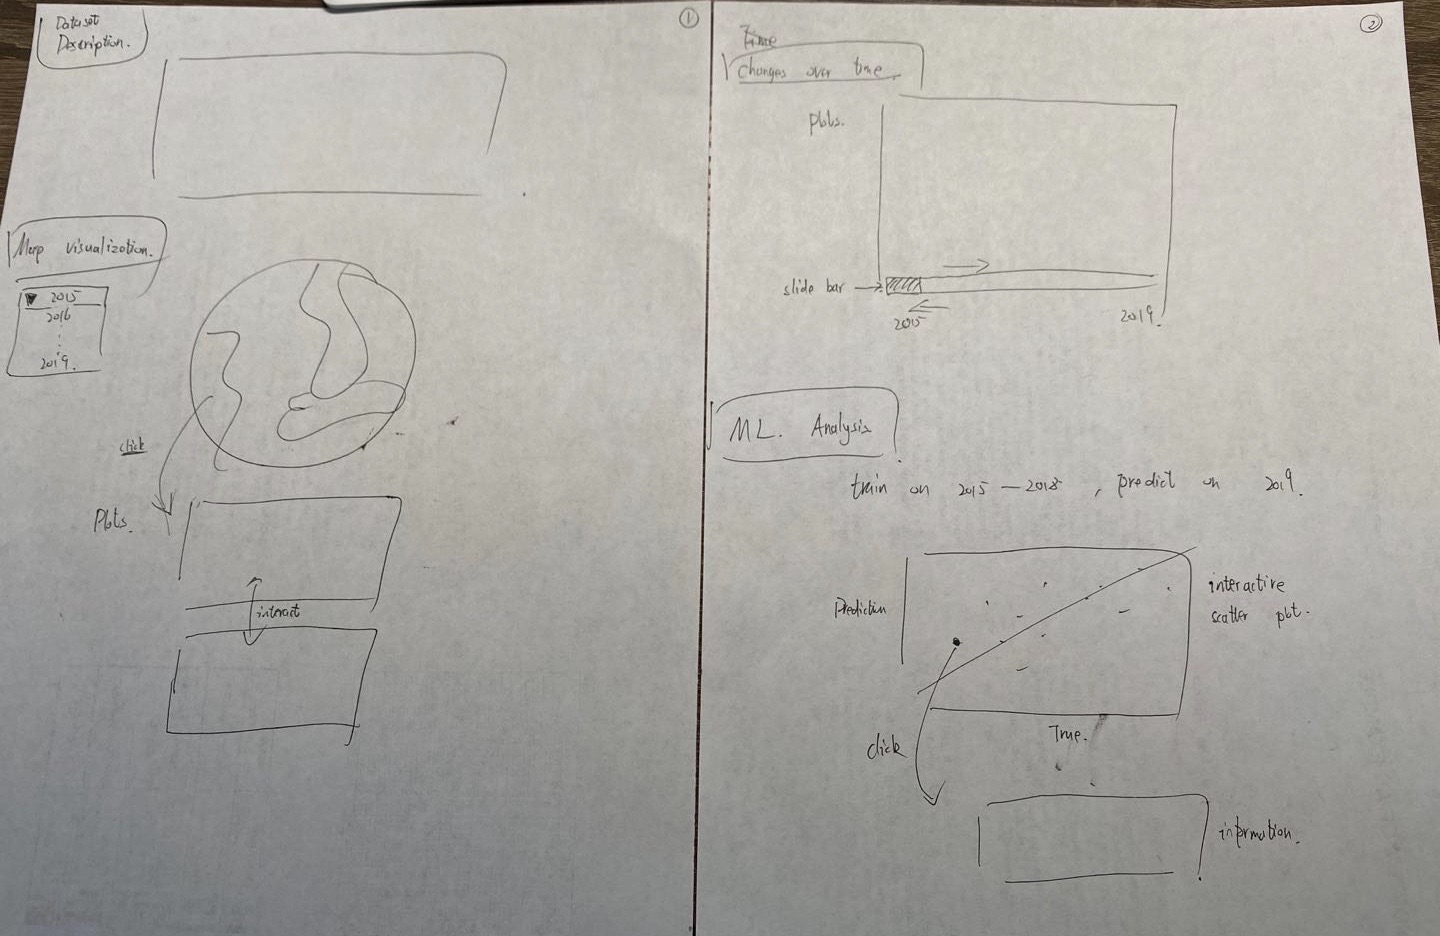 1
Dataset
Description.
Map visualization.
2015
2016
2019.
click
Plots.
interact
2
Time
changes over time.
plots.
slide bar
2015
2019.
ML. Analysis
train on 2015 — 2018, predict on 2019.
Prediction
interactive
scatter plot.
True.
click
information.